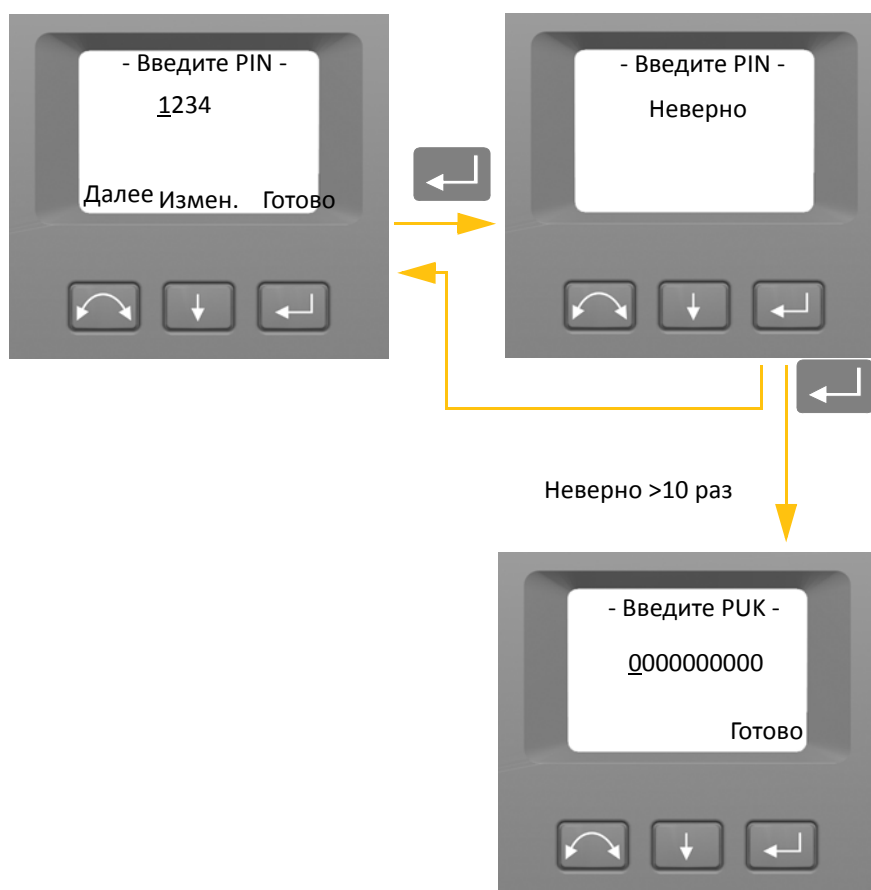 - Введите PIN -
1234
Далее Измен. Готово
- Введите PIN -
Неверно
Неверно >10 раз
- Введите PUK -
0000000000
Готово